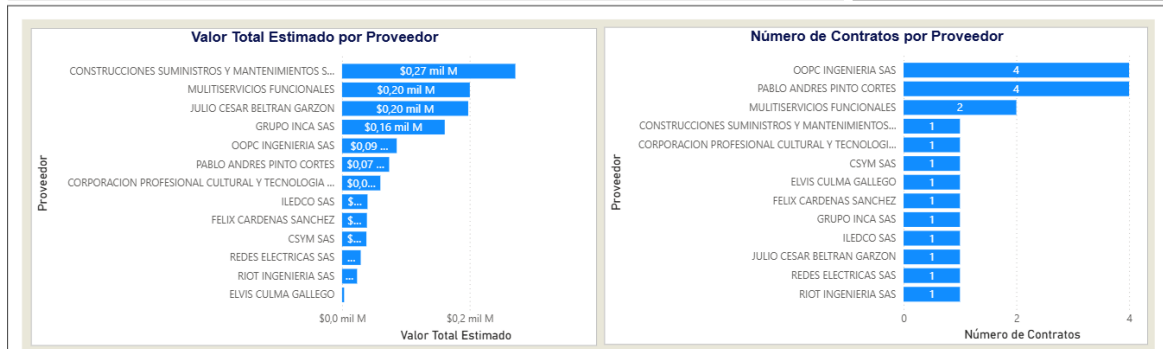 Valor Total Estimado por Proveedor
Proveedor
CONSTRUCCIONES SUMINISTROS Y MANTENIMIENTOS S... $0,27 mil M
MULITISERVICIOS FUNCIONALES $0,20 mil M
JULIO CESAR BELTRAN GARZON $0,20 mil M
GRUPO INCA SAS $0,16 mil M
OOPC INGENIERIA SAS $0,09 ...
PABLO ANDRES PINTO CORTES $0,07 ...
CORPORACION PROFESIONAL CULTURAL Y TECNOLOGIA ... $0,0...
ILEDCO SAS $...
FELIX CARDENAS SANCHEZ $...
CSYM SAS $...
REDES ELECTRICAS SAS ...
RIOT INGENIERIA SAS ...
ELVIS CULMA GALLEGO
$0,0 mil M $0,2 mil M
Valor Total Estimado
Número de Contratos por Proveedor
Proveedor
OOPC INGENIERIA SAS 4
PABLO ANDRES PINTO CORTES 4
MULITISERVICIOS FUNCIONALES 2
CONSTRUCCIONES SUMINISTROS Y MANTENIMIENTOS... 1
CORPORACION PROFESIONAL CULTURAL Y TECNOLOGI... 1
CSYM SAS 1
ELVIS CULMA GALLEGO 1
FELIX CARDENAS SANCHEZ 1
GRUPO INCA SAS 1
ILEDCO SAS 1
JULIO CESAR BELTRAN GARZON 1
REDES ELECTRICAS SAS 1
RIOT INGENIERIA SAS 1
0 2 4
Número de Contratos